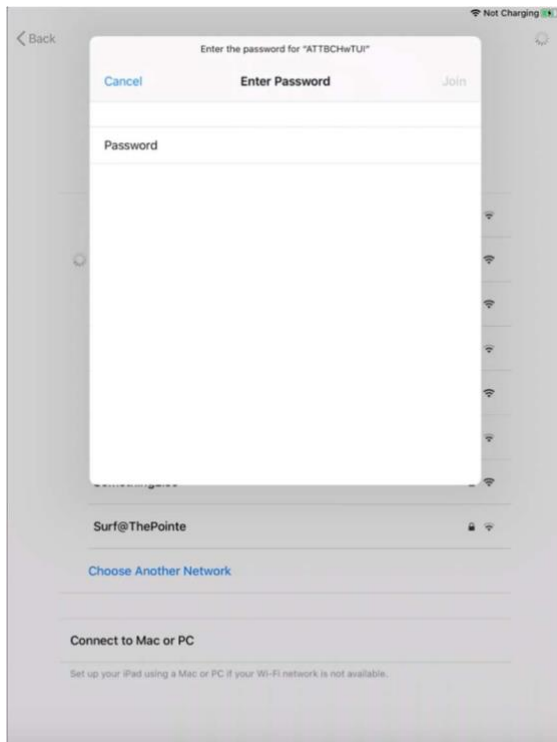 Not Charging
Back
Enter the password for "ATTBCHwTUI"
Cancel
Enter Password
Join
Password
Surf@ThePointe
Choose Another Network
Connect to Mac or PC
Set up your iPad using a Mac or PC if your Wi-Fi network is not available.